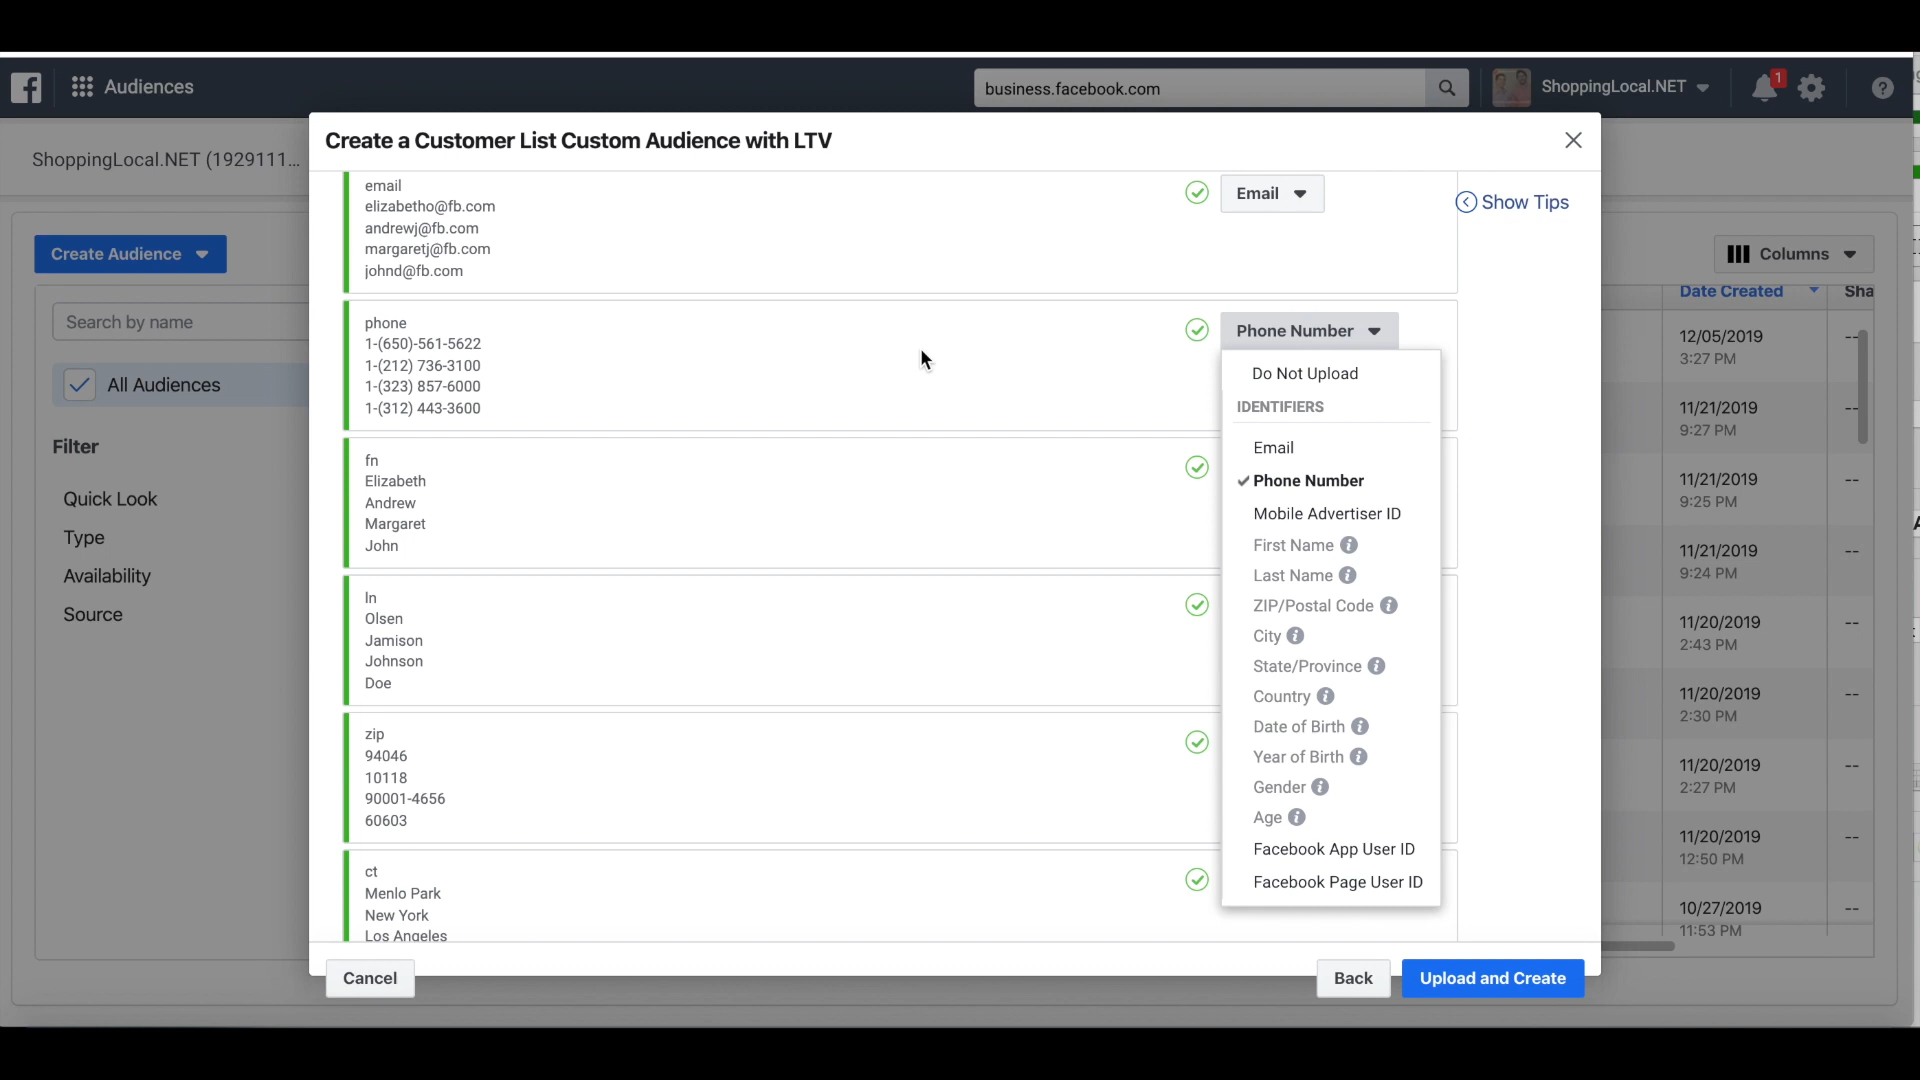 Audiences
business.facebook.com
ShoppingLocal.NET
1
?
ShoppingLocal.NET (1929111...
Create a Customer List Custom Audience with LTV
Show Tips
Create Audience
Search by name
All Audiences
Filter
Quick Look
Type
Availability
Source
email
elizabetho@fb.com
andrewj@fb.com
margaretj@fb.com
johnd@fb.com
Email
phone
1-(650)-561-5622
1-(212) 736-3100
1-(323) 857-6000
1-(312) 443-3600
Phone Number
Do Not Upload
IDENTIFIERS
Email
Phone Number
Mobile Advertiser ID
First Name
Last Name
ZIP/Postal Code
City
State/Province
Country
Date of Birth
Year of Birth
Gender
Age
Facebook App User ID
Facebook Page User ID
fn
Elizabeth
Andrew
Margaret
John
ln
Olsen
Jamison
Johnson
Doe
zip
94046
10118
90001-4656
60603
ct
Menlo Park
New York
Los Angeles
Cancel
Back
Upload and Create
Columns
Date Created
Sha
12/05/2019
3:27 PM
--
11/21/2019
9:27 PM
--
11/21/2019
9:25 PM
--
11/21/2019
9:24 PM
--
11/20/2019
2:43 PM
--
11/20/2019
2:30 PM
--
11/20/2019
2:27 PM
--
11/20/2019
12:50 PM
--
10/27/2019
11:53 PM
--